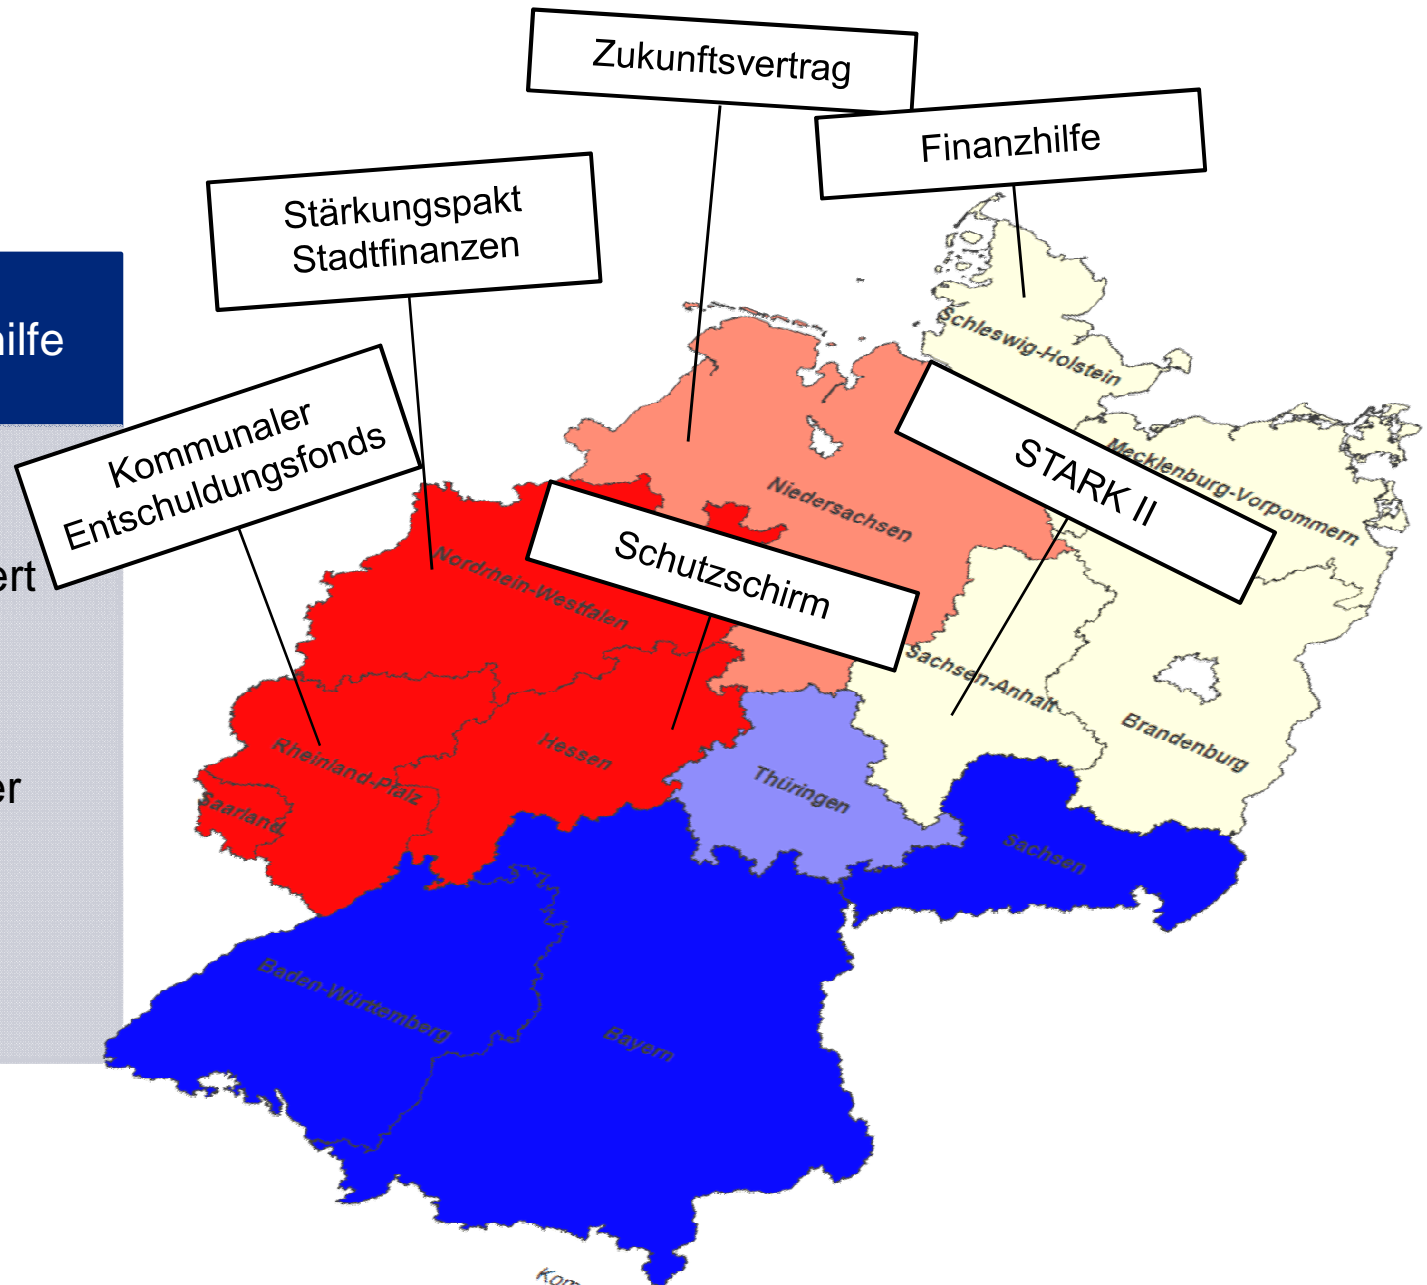 Zukunftsvertrag
Finanzhilfe
Stärkungspakt
Stadtfinanzen
Kommunaler
Entschuldungsfonds
STARK II
Schutzschirm
Schleswig-Holstein
Mecklenburg-Vorpommern
Niedersachsen
Nordrhein-Westfalen
Sachsen-Anhalt
Brandenburg
Hessen
Rheinland-Pfalz
Thüringen
Saarland
Sachsen
Baden-Württemberg
Bayern
ilfe
ert
er